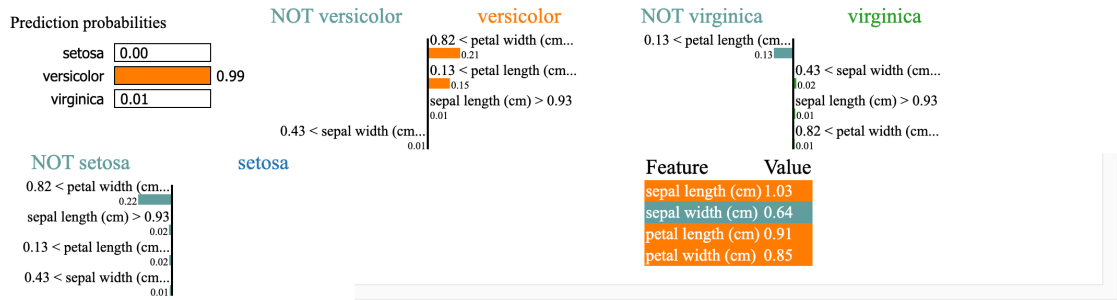 Prediction probabilities
setosa 0.00
versicolor 0.99
virginica 0.01
NOT versicolor versicolor
0.82 < petal width (cm...
0.21
0.13 < petal length (cm...
0.15
sepal length (cm) > 0.93
0.01
0.43 < sepal width (cm...
0.01
NOT virginica virginica
0.13 < petal length (cm...
0.13
0.43 < sepal width (cm...
0.02
sepal length (cm) > 0.93
0.01
0.82 < petal width (cm...
0.01
NOT setosa setosa
0.82 < petal width (cm...
0.22
sepal length (cm) > 0.93
0.02
0.13 < petal length (cm...
0.02
0.43 < sepal width (cm...
0.01
Feature Value
sepal length (cm) 1.03
sepal width (cm) 0.64
petal length (cm) 0.91
petal width (cm) 0.85